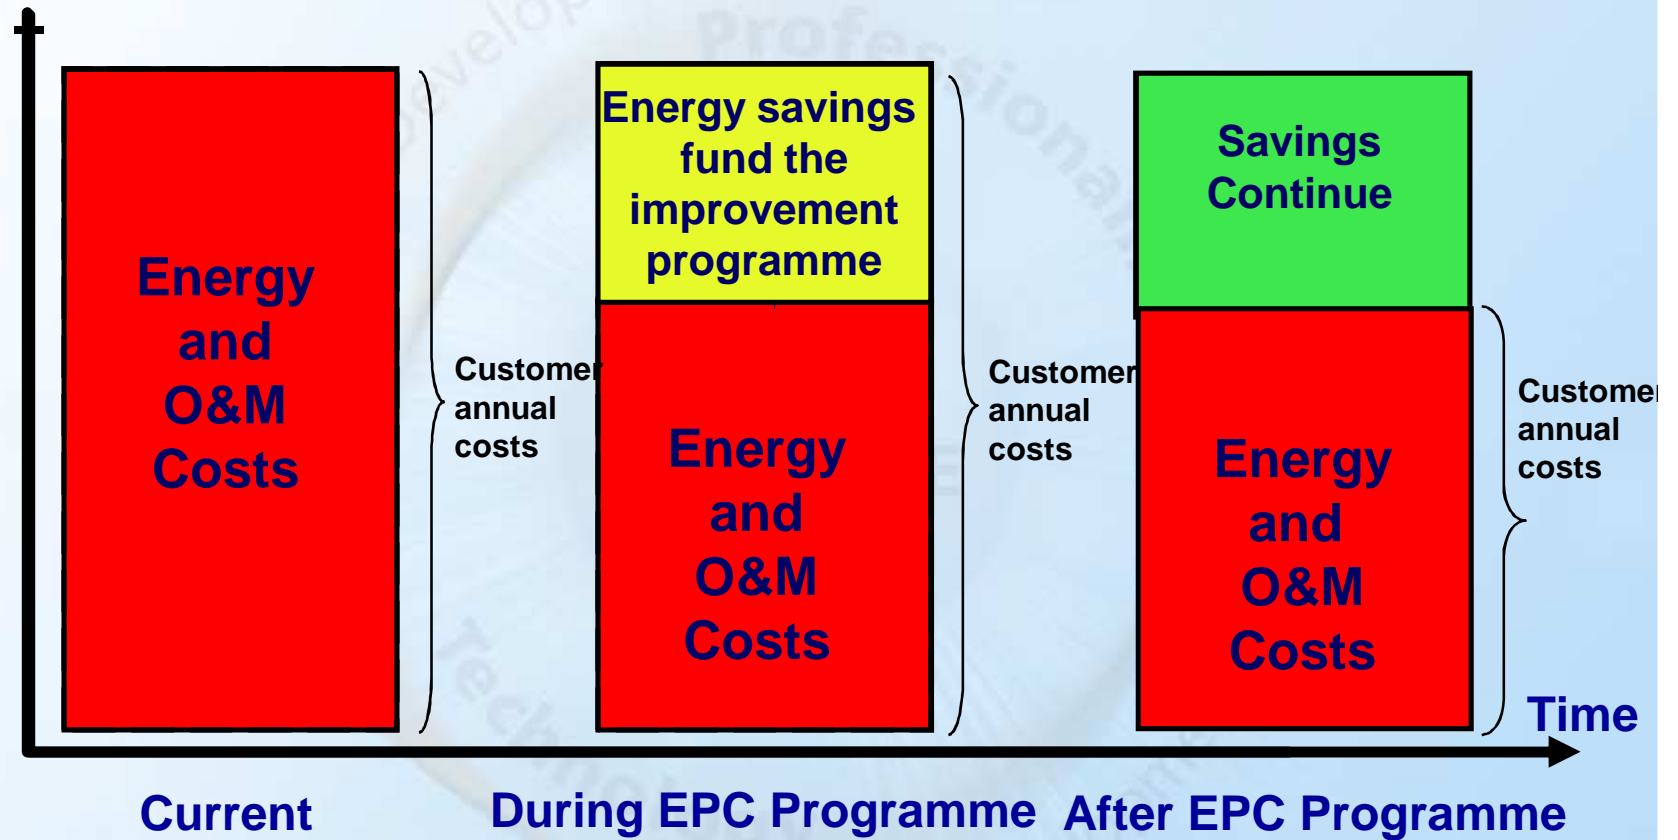 Energy
and
O&M
Costs
Customer
annual
costs
Energy savings
fund the
improvement
programme
Energy
and
O&M
Costs
Customer
annual
costs
Savings
Continue
Energy
and
O&M
Costs
Customer
annual
costs
Time
Current
During EPC Programme
After EPC Programme
Professional